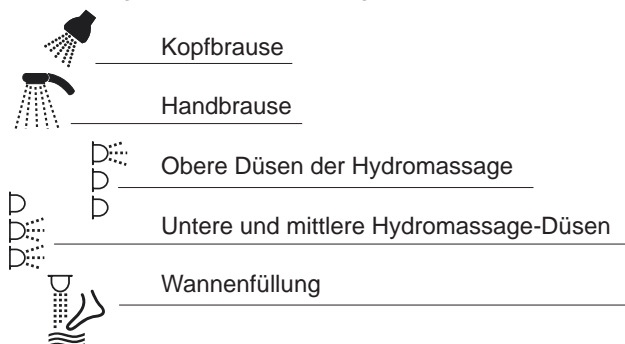 Kopfbrause
Handbrause
Obere Düsen der Hydromassage
Untere und mittlere Hydromassage-Düsen
Wannenfüllung